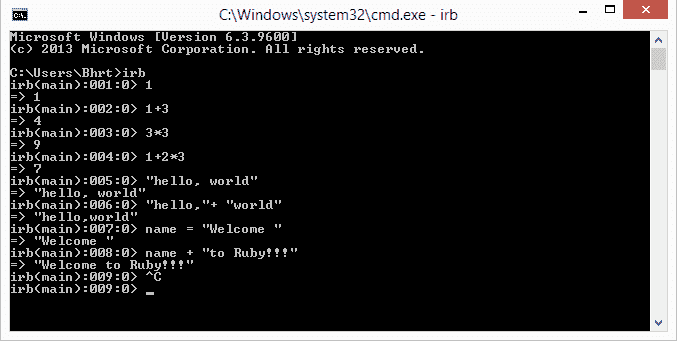 C:\Windows\system32\cmd.exe - irb
Microsoft Windows [Version 6.3.9600]
(c) 2013 Microsoft Corporation. All rights reserved.
C:\Users\Bhrt>irb
irb(main):001:0> 1
=> 1
irb(main):002:0> 1+3
=> 4
irb(main):003:0> 3*3
=> 9
irb(main):004:0> 1+2*3
=> 7
irb(main):005:0> "hello, world"
=> "hello, world"
irb(main):006:0> "hello,"+ "world"
=> "hello,world"
irb(main):007:0> name = "Welcome "
=> "Welcome "
irb(main):008:0> name + "to Ruby!!!"
=> "Welcome to Ruby!!!"
irb(main):009:0> ^C
irb(main):009:0> _